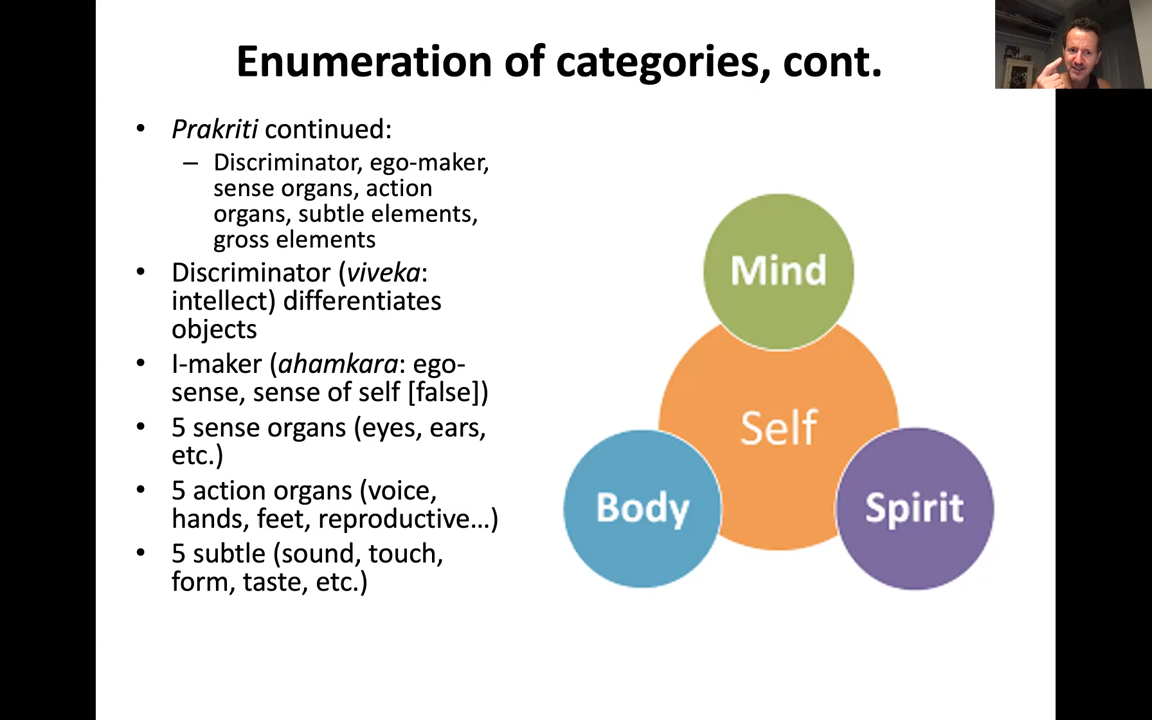 Enumeration of categories, cont.
• Prakriti continued:
– Discriminator, ego-maker,
sense organs, action
organs, subtle elements,
gross elements
• Discriminator (viveka:
intellect) differentiates
objects
• I-maker (ahamkara: ego-
sense, sense of self [false])
• 5 sense organs (eyes, ears,
etc.)
• 5 action organs (voice,
hands, feet, reproductive…)
• 5 subtle (sound, touch,
form, taste, etc.)
Mind
Self
Body
Spirit